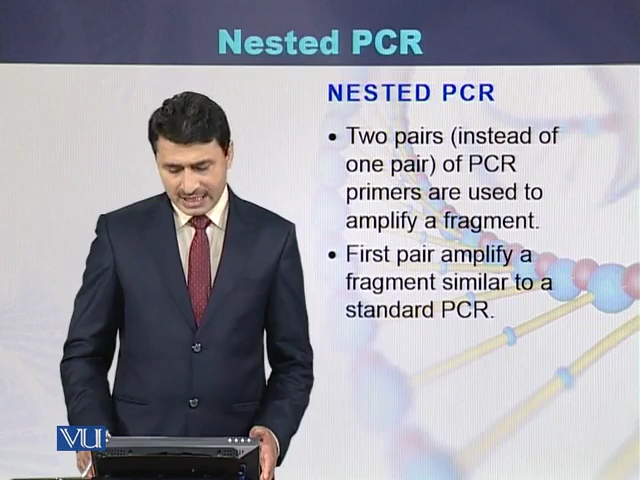 Nested PCR
NESTED PCR
• Two pairs (instead of
one pair) of PCR
primers are used to
amplify a fragment.
• First pair amplify a
fragment similar to a
standard PCR.
VU